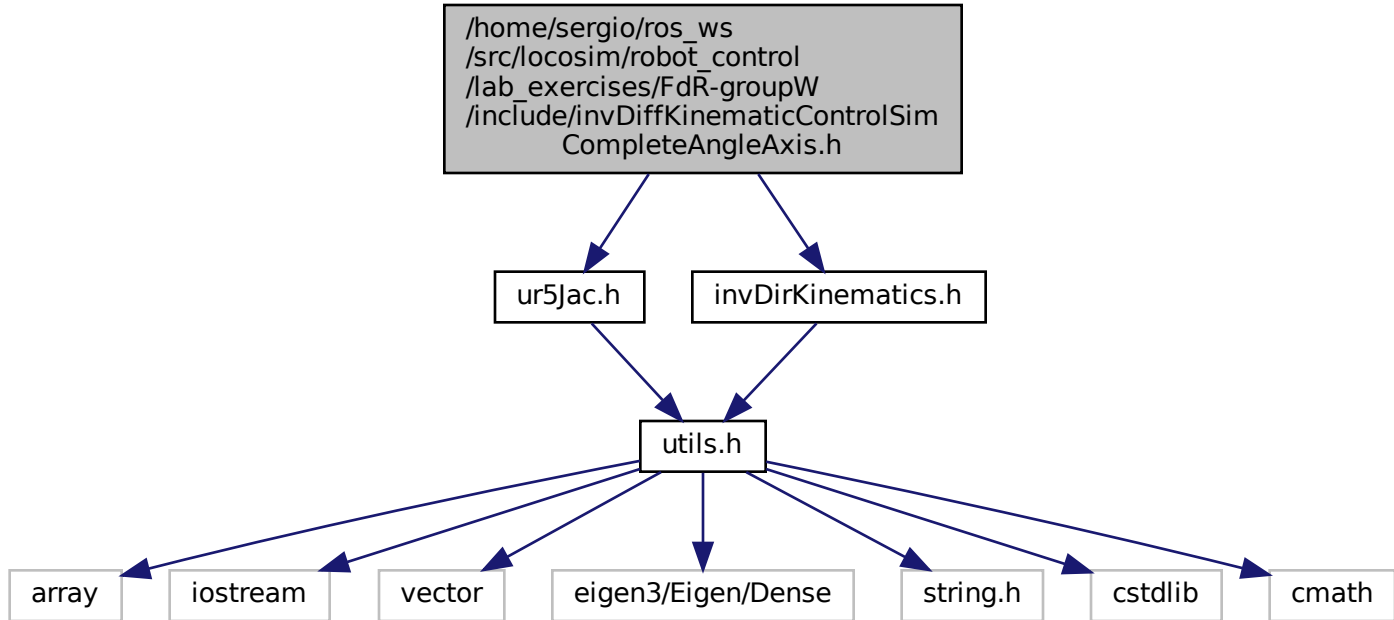 /home/sergio/ros_ws
/src/locosim/robot_control
/lab_exercises/FdR-groupW
/include/invDiffKinematicControlSim
CompleteAngleAxis.h
ur5Jac.h
invDirKinematics.h
utils.h
array
iostream
vector
eigen3/Eigen/Dense
string.h
cstdlib
cmath